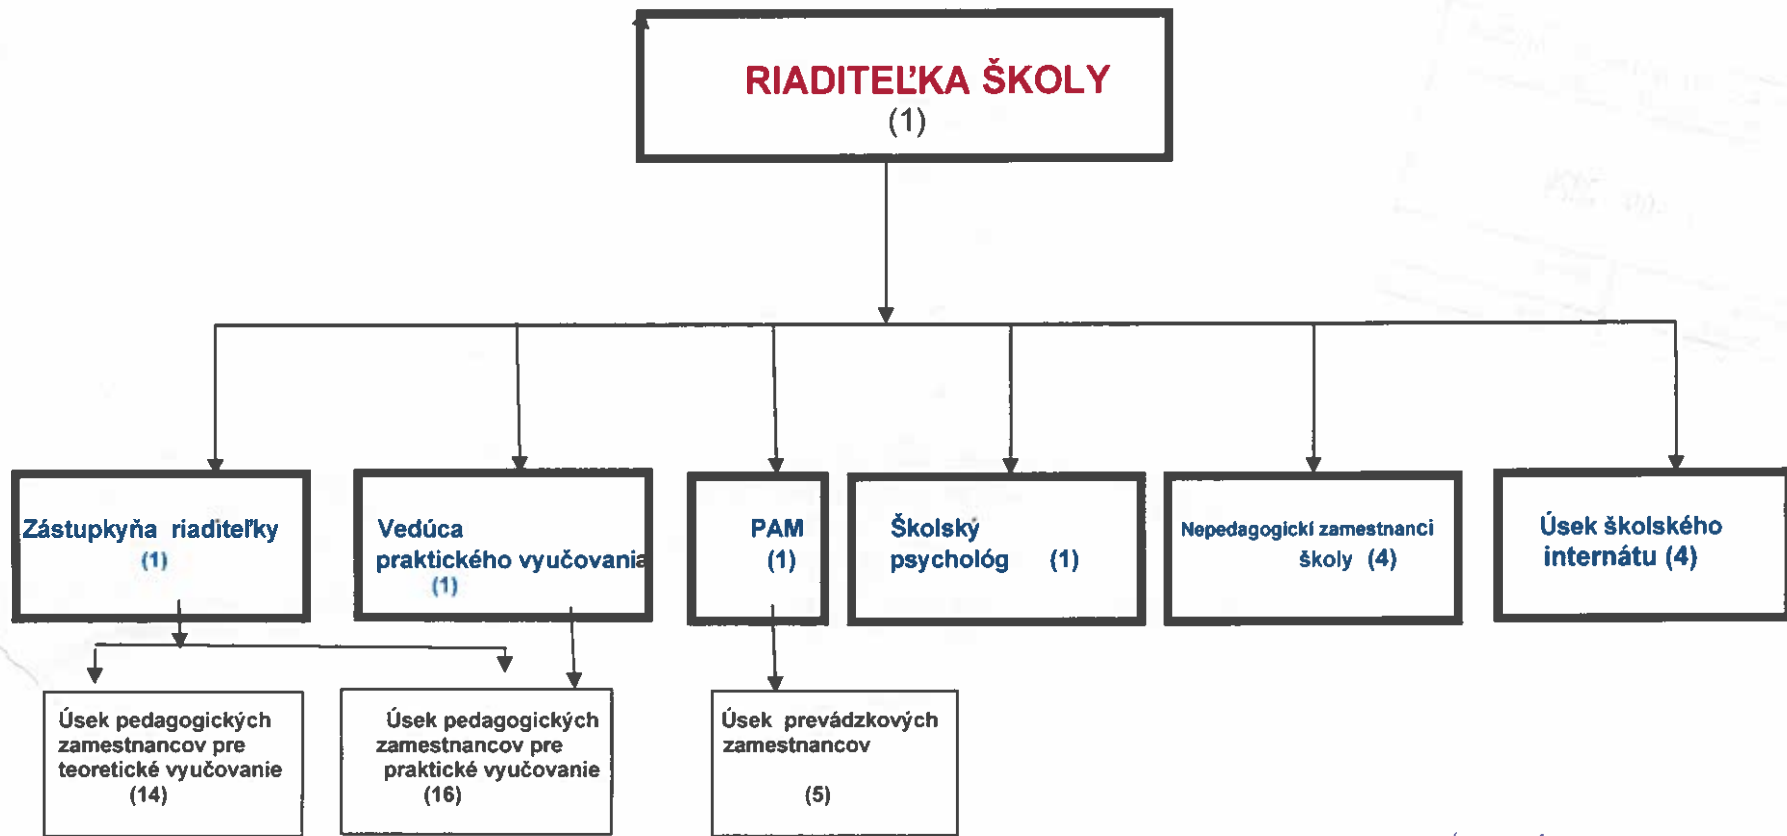 RIADITEĽKA ŠKOLY
(1)
Zástupkyňa riaditeľky
(1)
Vedúca
praktického vyučovania
(1)
PAM
(1)
Školský
psychológ (1)
Nepedagogickí zamestnanci
školy (4)
Úsek školského
internátu (4)
Úsek pedagogických
zamestnancov pre
teoretické vyučovanie
(14)
Úsek pedagogických
zamestnancov pre
praktické vyučovanie
(16)
Úsek prevádzkových
zamestnancov
(5)